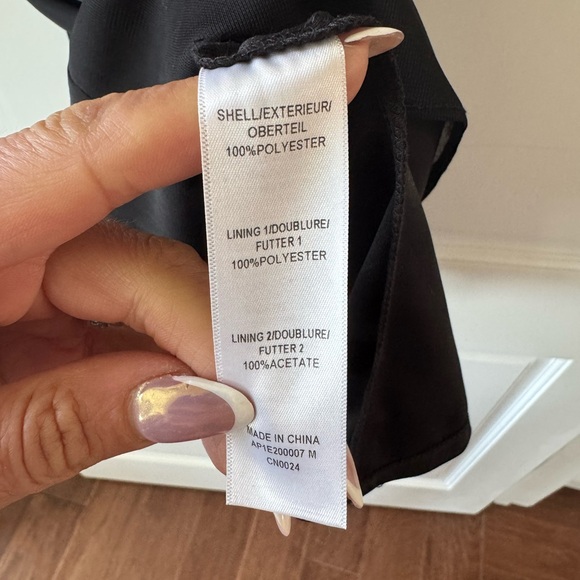 SHELL/EXTERIEUR/
OBERTEIL
100%POLYESTER
LINING 1/DOUBLURE/
FUTTER 1
100%POLYESTER
LINING 2/DOUBLURE/
FUTTER 2
100%ACETATE
MADE IN CHINA
AP1E200007 M
CN0024